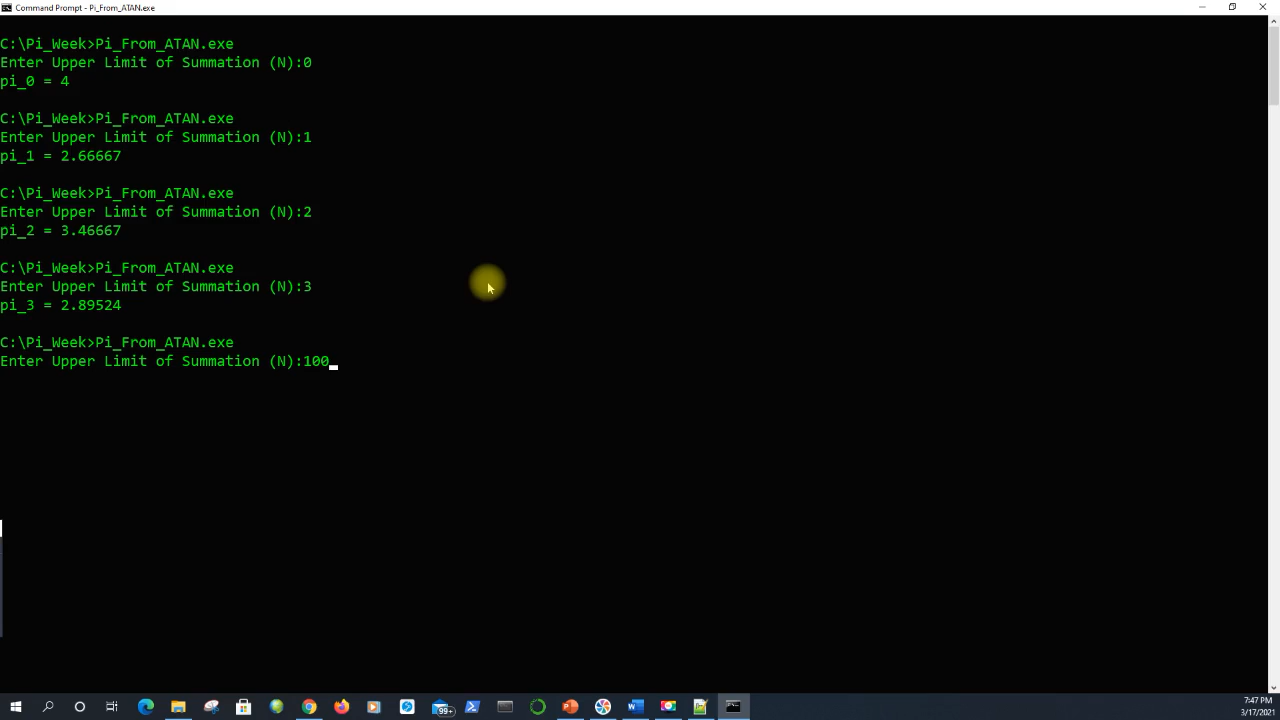 Command Prompt - Pi_From_ATAN.exe
C:\Pi_Week>Pi_From_ATAN.exe
Enter Upper Limit of Summation (N):0
pi_0 = 4
C:\Pi_Week>Pi_From_ATAN.exe
Enter Upper Limit of Summation (N):1
pi_1 = 2.66667
C:\Pi_Week>Pi_From_ATAN.exe
Enter Upper Limit of Summation (N):2
pi_2 = 3.46667
C:\Pi_Week>Pi_From_ATAN.exe
Enter Upper Limit of Summation (N):3
pi_3 = 2.89524
C:\Pi_Week>Pi_From_ATAN.exe
Enter Upper Limit of Summation (N):100
99+
7:47 PM
3/17/2021